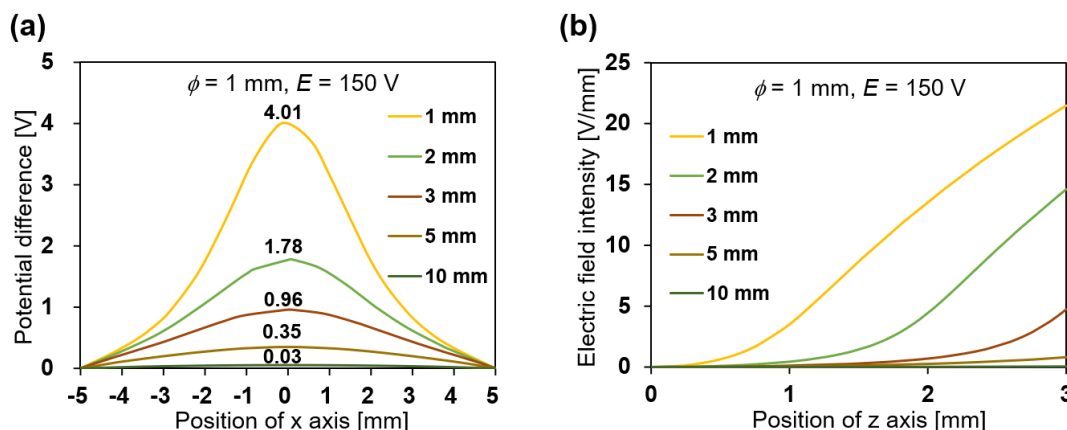 (a)
ϕ = 1 mm, E = 150 V
Potential difference [V]
5
4
3
2
1
0
4.01
1.78
0.96
0.35
0.03
1 mm
2 mm
3 mm
5 mm
10 mm
-5 -4 -3 -2 -1 0 1 2 3 4 5
Position of x axis [mm]
(b)
ϕ = 1 mm, E = 150 V
Electric field intensity [V/mm]
25
20
15
10
5
0
1 mm
2 mm
3 mm
5 mm
10 mm
0 1 2 3
Position of z axis [mm]